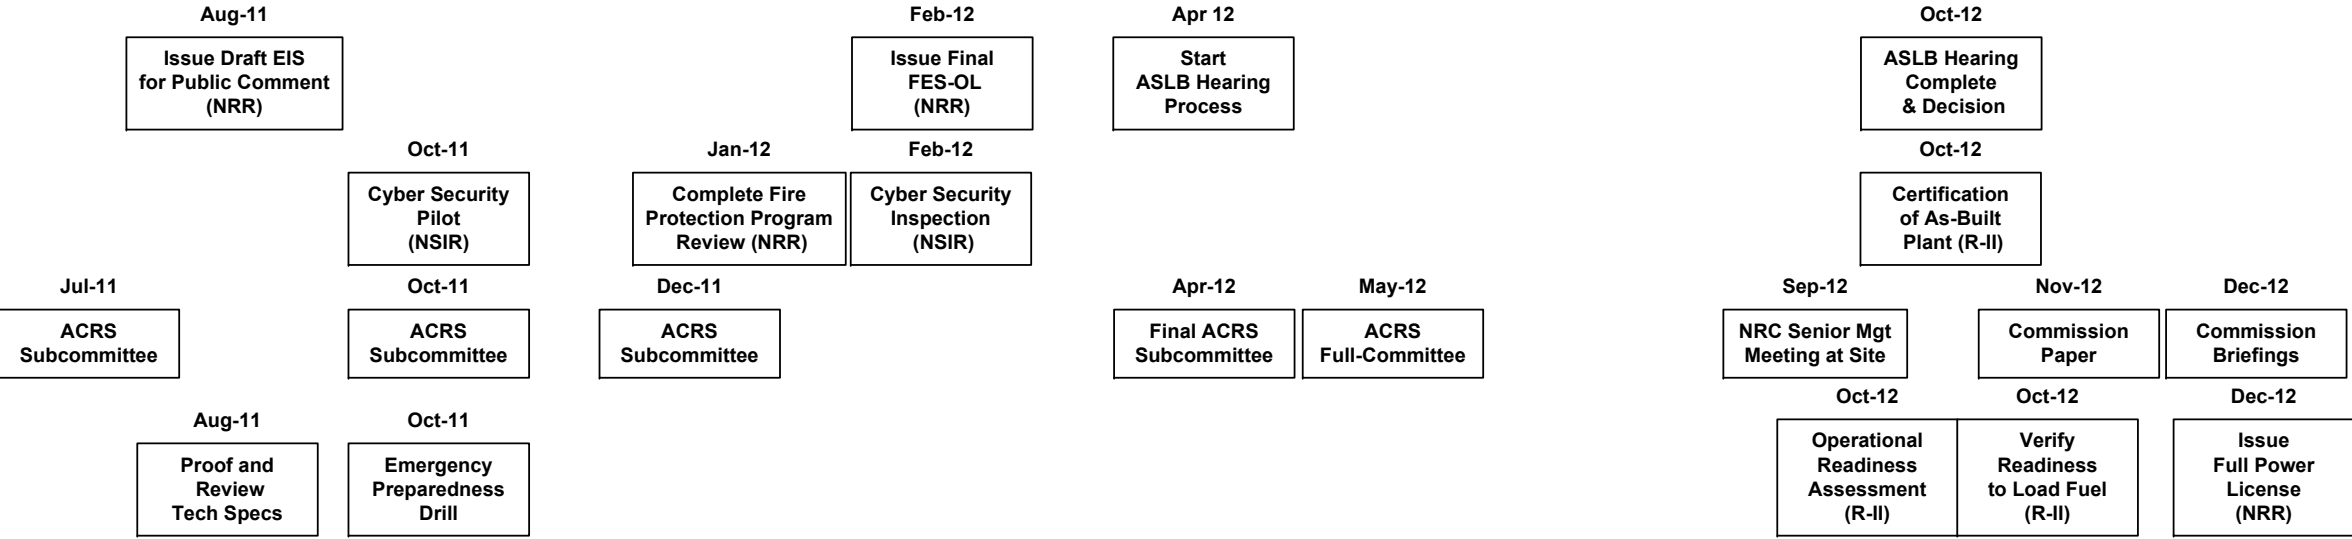 Aug-11
Issue Draft EIS
for Public Comment
(NRR)
Feb-12
Issue Final
FES-OL
(NRR)
Apr 12
Start
ASLB Hearing
Process
Oct-12
ASLB Hearing
Complete
& Decision
Oct-11
Cyber Security
Pilot
(NSIR)
Jan-12
Complete Fire
Protection Program
Review (NRR)
Feb-12
Cyber Security
Inspection
(NSIR)
Oct-12
Certification
of As-Built
Plant (R-II)
Jul-11
ACRS
Subcommittee
Oct-11
ACRS
Subcommittee
Dec-11
ACRS
Subcommittee
Apr-12
Final ACRS
Subcommittee
May-12
ACRS
Full-Committee
Sep-12
NRC Senior Mgt
Meeting at Site
Nov-12
Commission
Paper
Dec-12
Commission
Briefings
Aug-11
Proof and
Review
Tech Specs
Oct-11
Emergency
Preparedness
Drill
Oct-12
Operational
Readiness
Assessment
(R-II)
Oct-12
Verify
Readiness
to Load Fuel
(R-II)
Dec-12
Issue
Full Power
License
(NRR)